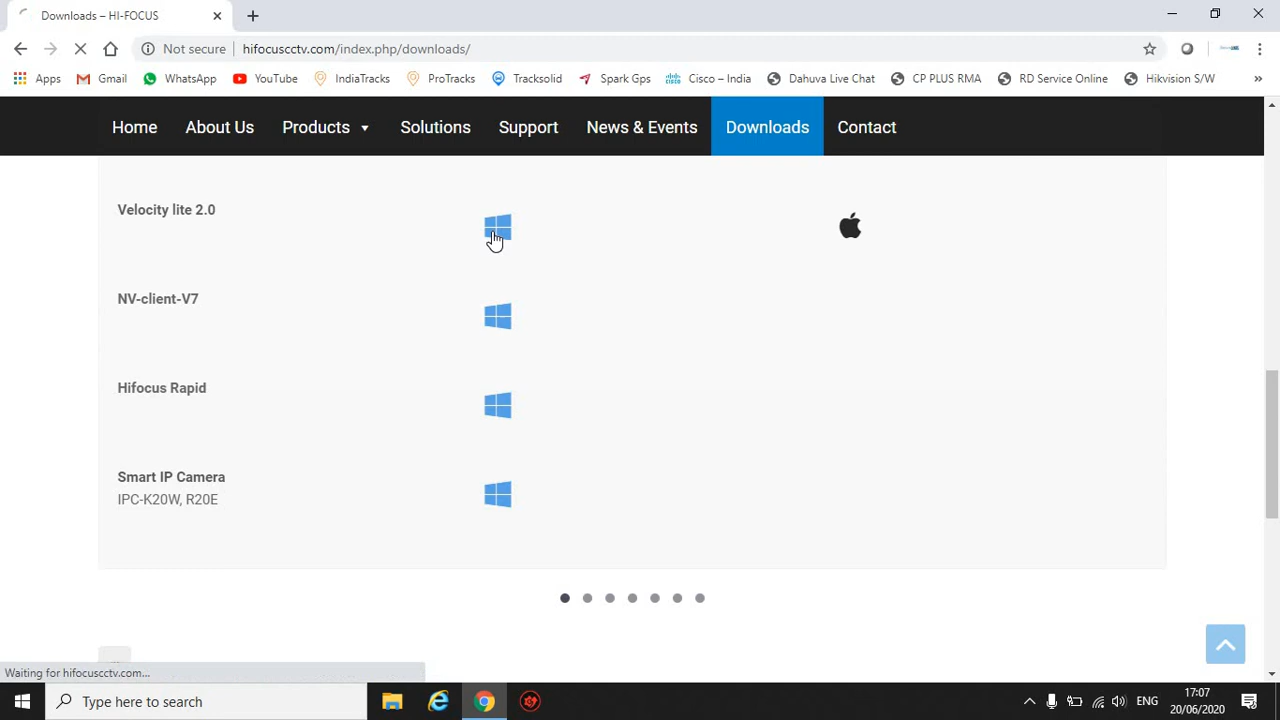 Downloads – HI-FOCUS
Not secure
hifocuscctv.com/index.php/downloads/
Apps
Gmail
WhatsApp
YouTube
IndiaTracks
ProTracks
Tracksolid
Spark Gps
Cisco – India
Dahuva Live Chat
CP PLUS RMA
RD Service Online
Hikvision S/W
»
Home
About Us
Products
Solutions
Support
News & Events
Downloads
Contact
Velocity lite 2.0
NV-client-V7
Hifocus Rapid
Smart IP Camera
IPC-K20W, R20E
Waiting for hifocuscctv.com...
Type here to search
ENG
17:07
20/06/2020